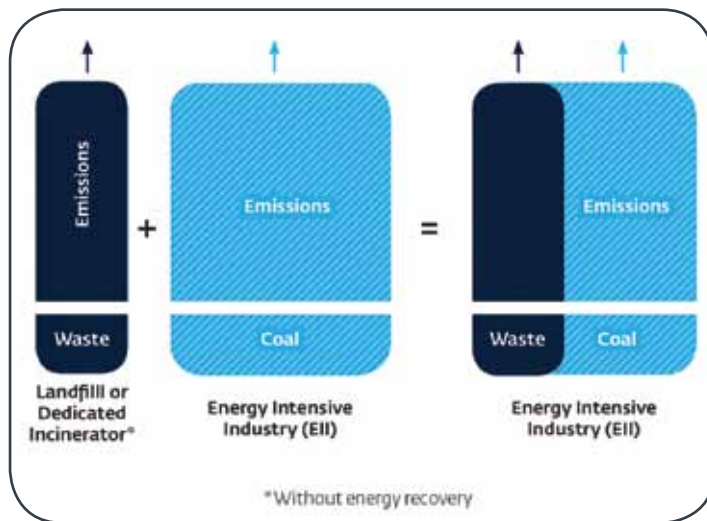 Emissions
+
Emissions
=
Emissions
Waste
Coal
Waste
Coal
Landfilll or
Dedicated
Incinerator*
Energy Intensive
Industry (EII)
Energy Intensive
Industry (EII)
*Without energy recovery